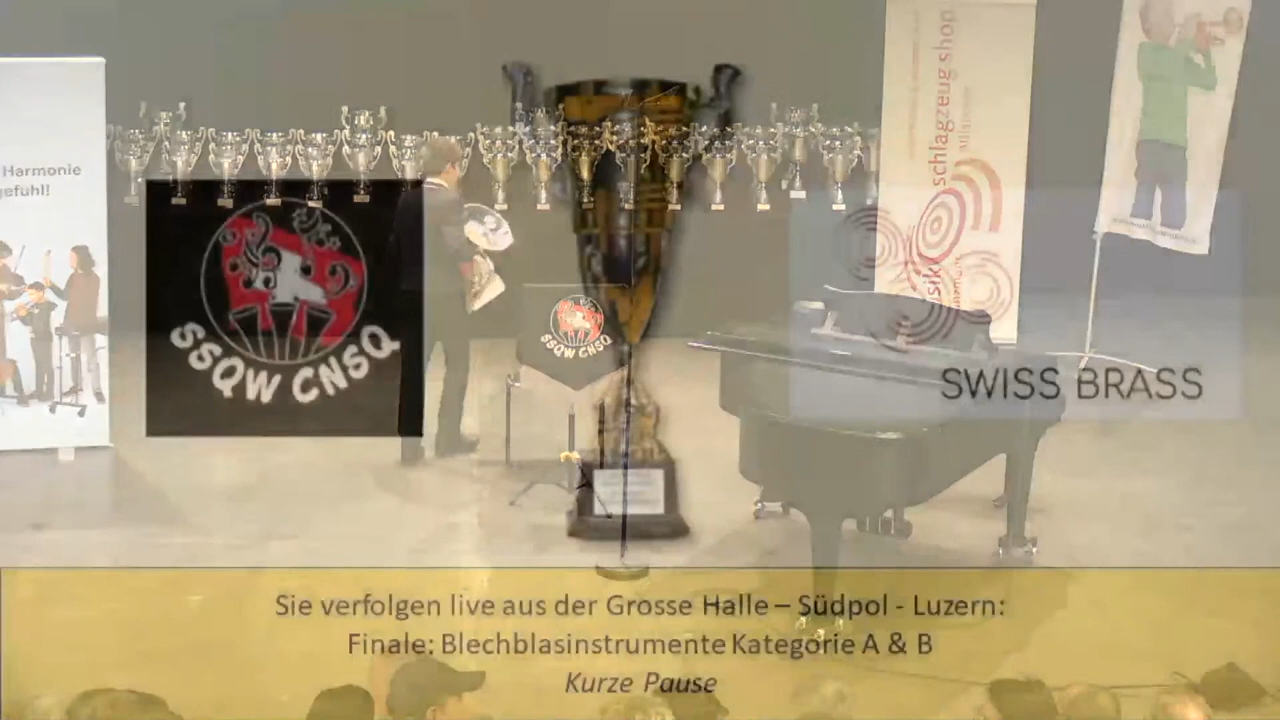 Harmonie
gefühl!
schlagzeug shop
musik
SSQW CNSQ
SSQW CNSQ
SWISS BRASS
Sie verfolgen live aus der Grosse Halle – Südpol - Luzern:
Finale: Blechblasinstrumente Kategorie A & B
Kurze Pause